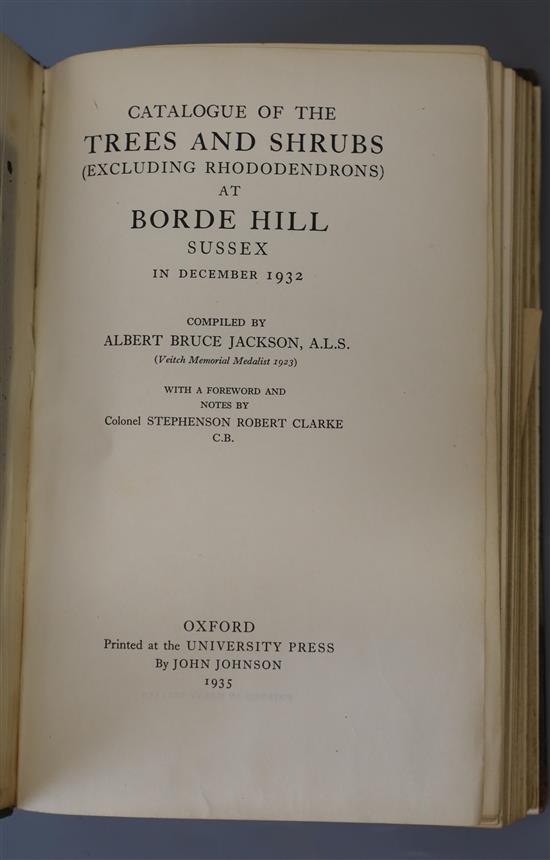 CATALOGUE OF THE
TREES AND SHRUBS
(EXCLUDING RHODODENDRONS)
AT
BORDE HILL
SUSSEX
IN DECEMBER 1932
COMPILED BY
ALBERT BRUCE JACKSON, A.L.S.
(Veitch Memorial Medalist 1923)
WITH A FOREWORD AND
NOTES BY
Colonel STEPHENSON ROBERT CLARKE
C.B.
OXFORD
Printed at the UNIVERSITY PRESS
By JOHN JOHNSON
1935